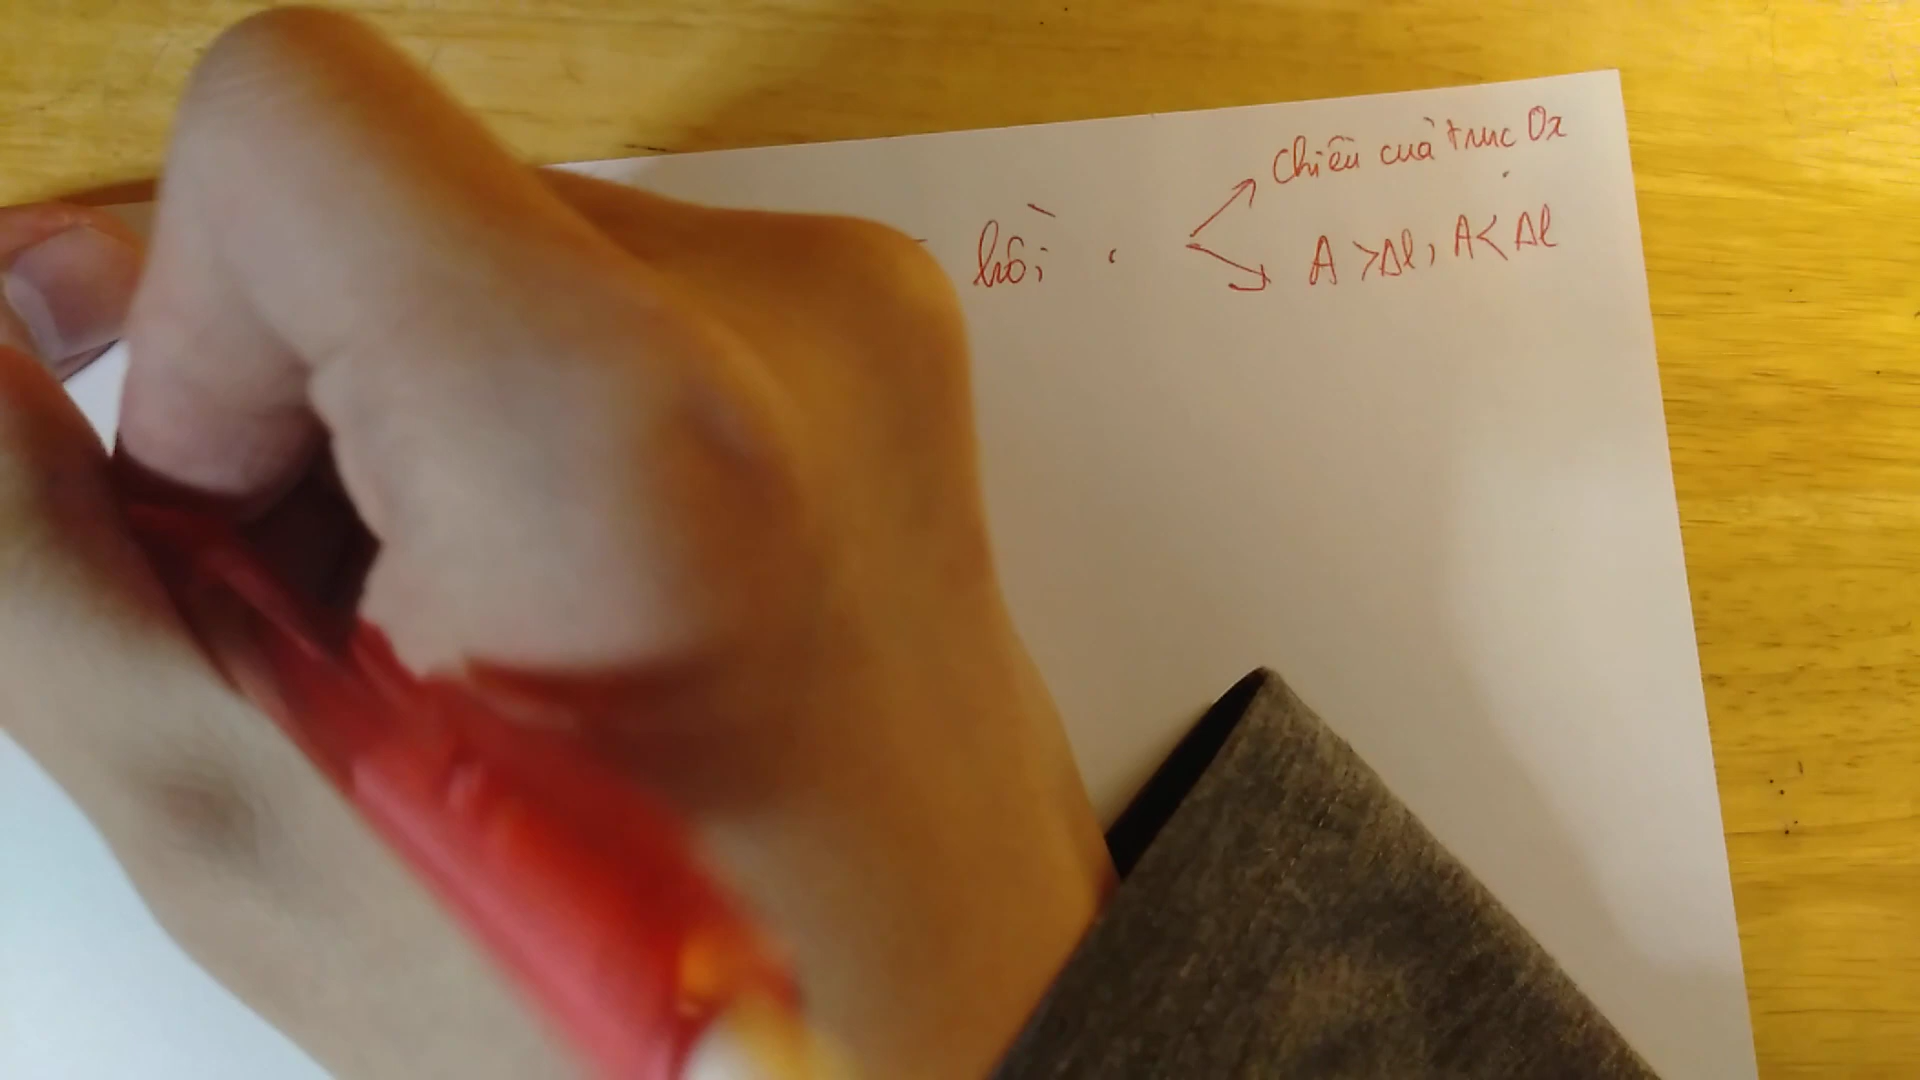 Chiều của trục Ox
hồi
A > Δl, A < Δl